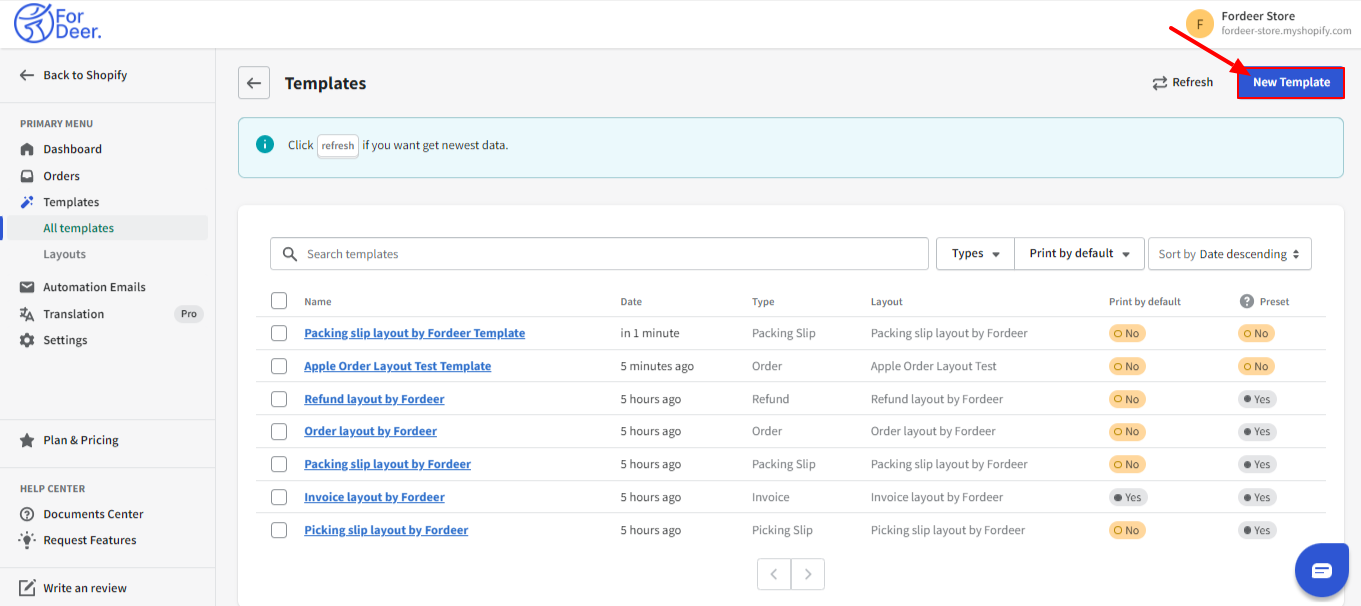 For
Deer.
F
Fordeer Store
fordeer-store.myshopify.com
Back to Shopify
PRIMARY MENU
Dashboard
Orders
Templates
All templates
Layouts
Automation Emails
Translation Pro
Settings
Plan & Pricing
HELP CENTER
Documents Center
Request Features
Write an review
Templates
Refresh
New Template
Click refresh if you want get newest data.
Search templates
Types
Print by default
Sort by Date descending
Name Date Type Layout Print by default Preset
Packing slip layout by Fordeer Template in 1 minute Packing Slip Packing slip layout by Fordeer No No
Apple Order Layout Test Template 5 minutes ago Order Apple Order Layout Test No No
Refund layout by Fordeer 5 hours ago Refund Refund layout by Fordeer No Yes
Order layout by Fordeer 5 hours ago Order Order layout by Fordeer No Yes
Packing slip layout by Fordeer 5 hours ago Packing Slip Packing slip layout by Fordeer No Yes
Invoice layout by Fordeer 5 hours ago Invoice Invoice layout by Fordeer Yes Yes
Picking slip layout by Fordeer 5 hours ago Picking Slip Picking slip layout by Fordeer No Yes